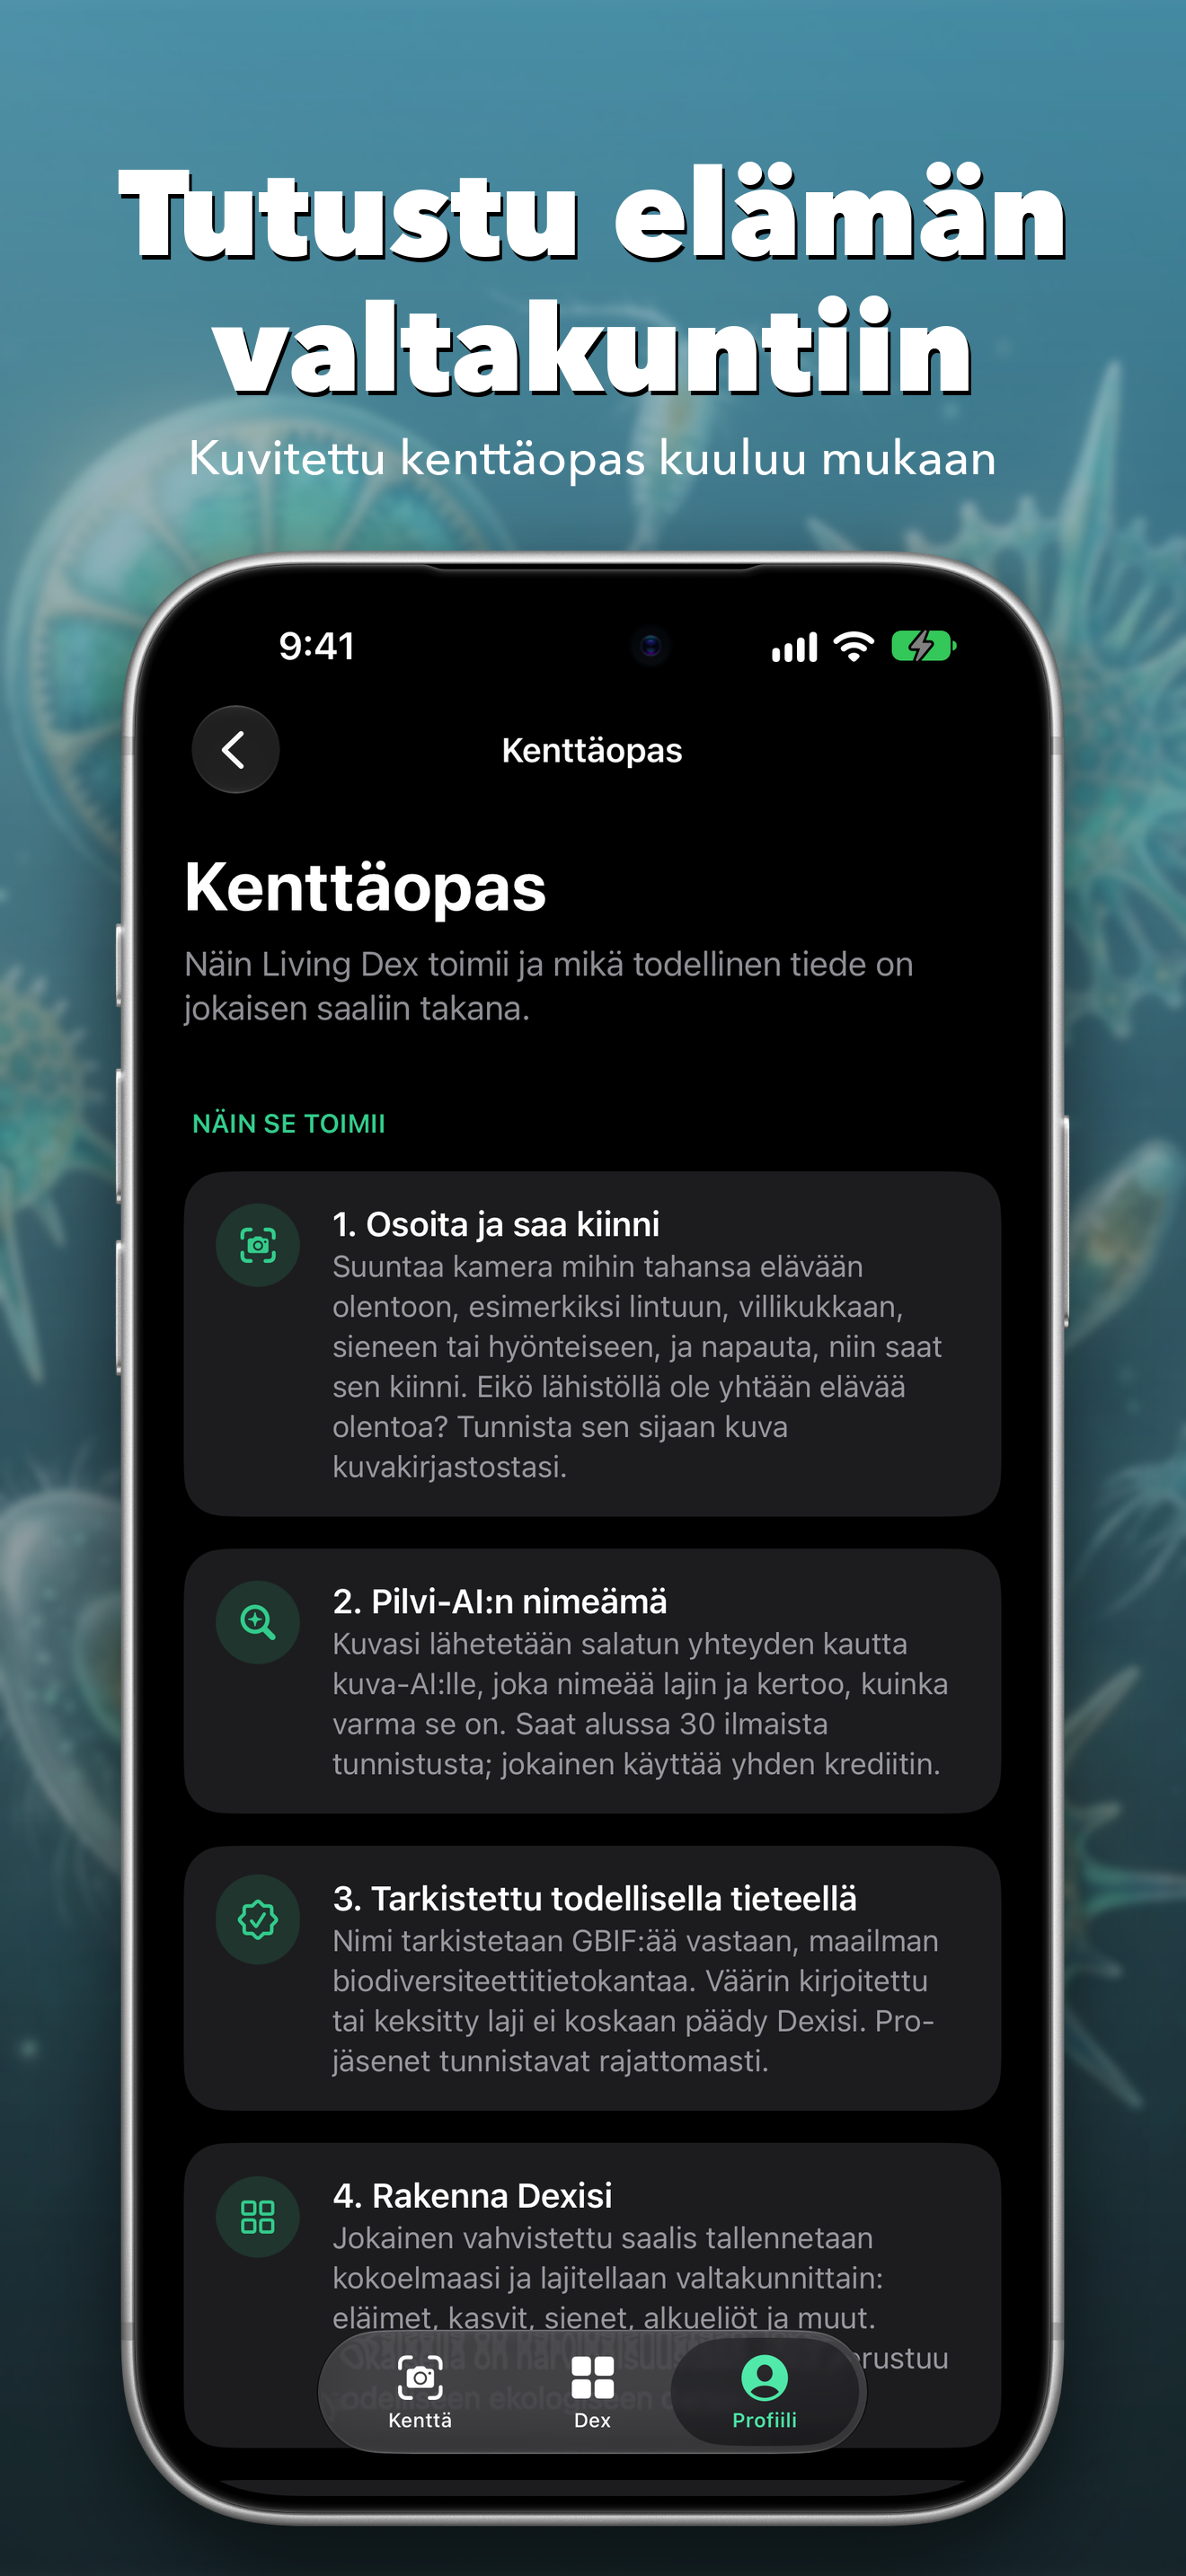 Tutustu elämän
valtakuntiin
Kuvitettu kenttäopas kuuluu mukaan
9:41
Kenttäopas
Kenttäopas
Näin Living Dex toimii ja mikä todellinen tiede on
jokaisen saaliin takana.
NÄIN SE TOIMII
1. Osoita ja saa kiinni
Suuntaa kamera mihin tahansa elävään
olentoon, esimerkiksi lintuun, villikukkaan,
sieneen tai hyönteiseen, ja napauta, niin saat
sen kiinni. Eikö lähistöllä ole yhtään elävää
olentoa? Tunnista sen sijaan kuva
kuvakirjastostasi.
2. Pilvi-AI:n nimeämä
Kuvasi lähetetään salatun yhteyden kautta
kuva-AI:lle, joka nimeää lajin ja kertoo, kuinka
varma se on. Saat alussa 30 ilmaista
tunnistusta; jokainen käyttää yhden krediitin.
3. Tarkistettu todellisella tieteellä
Nimi tarkistetaan GBIF:ää vastaan, maailman
biodiversiteettitietokantaa. Väärin kirjoitettu
tai keksitty laji ei koskaan päädy Dexisi. Pro-
jäsenet tunnistavat rajattomasti.
4. Rakenna Dexisi
Jokainen vahvistettu saalis tallennetaan
kokoelmaasi ja lajitellaan valtakunnittain:
eläimet, kasvit, sienet, alkueliöt ja muut.
Kenttä
Dex
Profiili